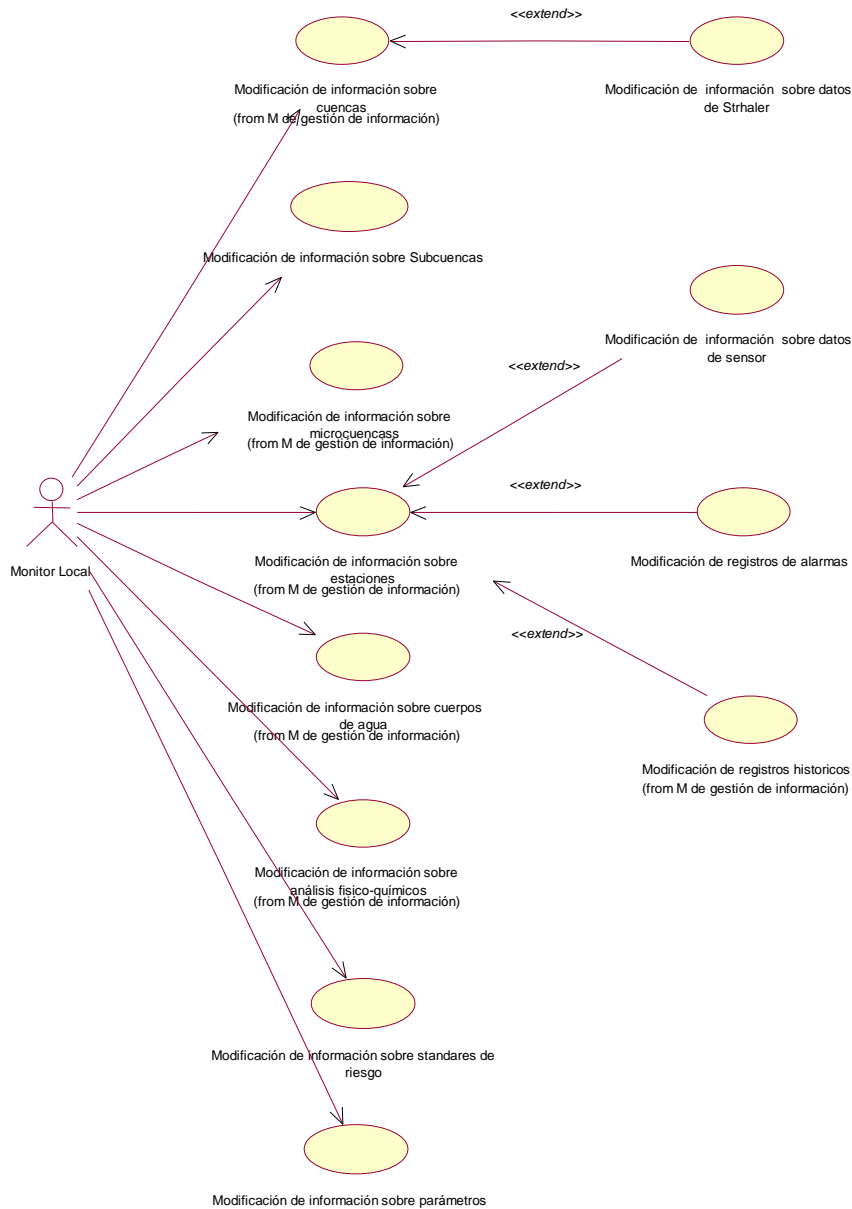 <<extend>>
Modificación de información sobre
cuencas
(from M de gestión de información)
Modificación de  información  sobre datos
de Strhaler
Modificación de información sobre Subcuencas
Modificación de  información  sobre datos
de sensor
<<extend>>
Modificación de información sobre
microcuencass
(from M de gestión de información)
<<extend>>
Monitor Local
Modificación de información sobre
estaciones
(from M de gestión de información)
Modificación de registros de alarmas
<<extend>>
Modificación de información sobre cuerpos
de agua
(from M de gestión de información)
Modificación de registros historicos
(from M de gestión de información)
Modificación de información sobre
análisis fisico-químicos
(from M de gestión de información)
Modificación de información sobre standares de
riesgo
Modificación de información sobre parámetros